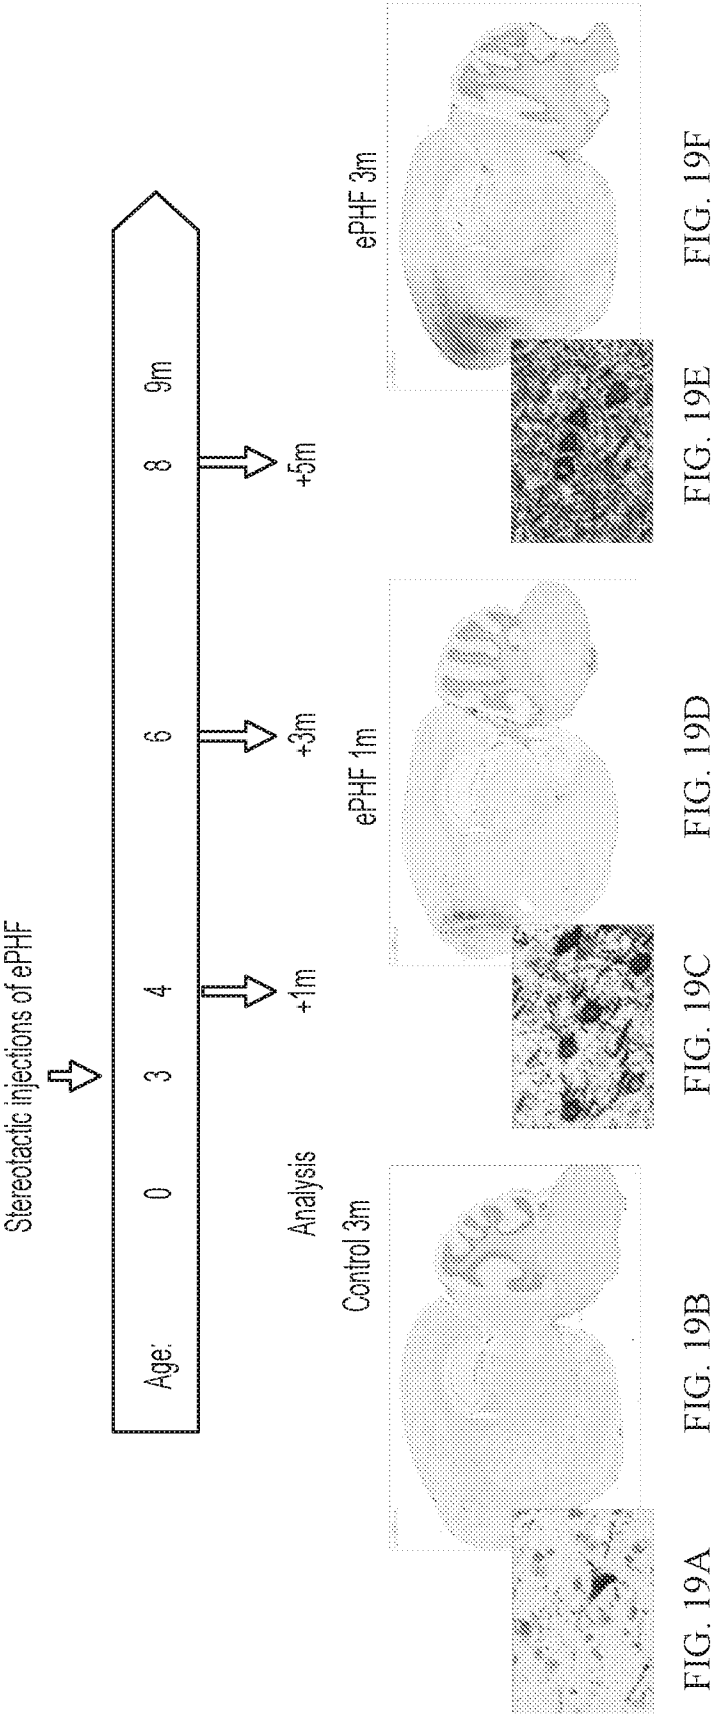 Stereotactic injections of ePHF
Age: 0 3 4 6 8 9m
Analysis +1m +3m +5m
Control 3m ePHF 1m ePHF 3m
FIG. 19A FIG. 19B FIG. 19C FIG. 19D FIG. 19E FIG. 19F